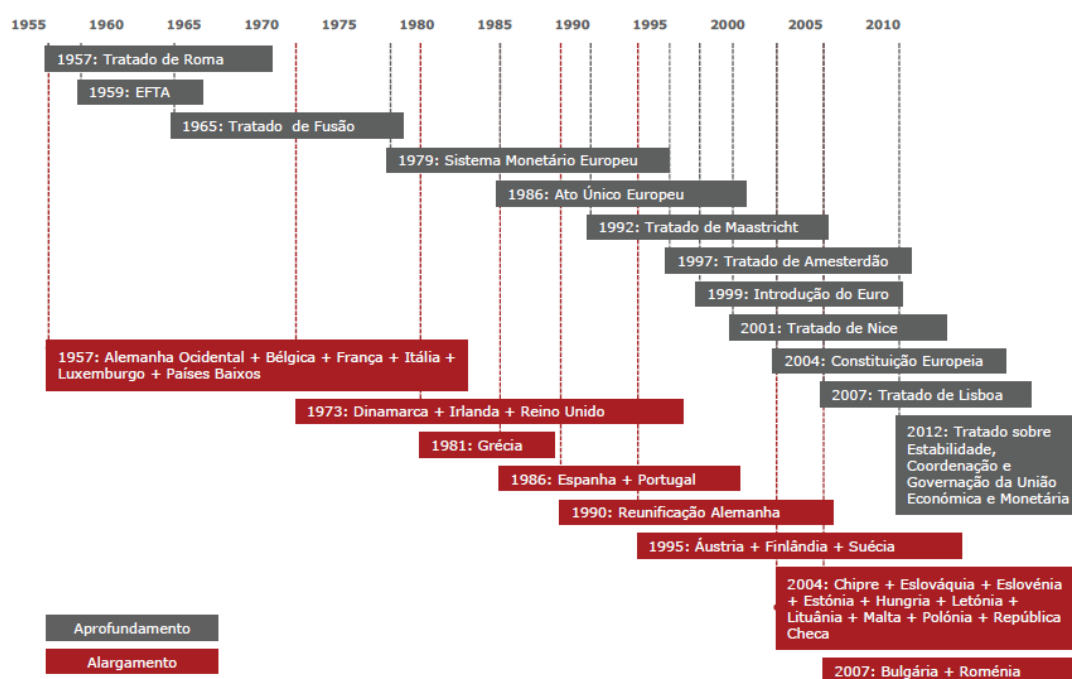 1955 1960 1965 1970 1975 1980 1985 1990 1995 2000 2005 2010
1957: Tratado de Roma
1959: EFTA
1965: Tratado de Fusão
1979: Sistema Monetário Europeu
1986: Ato Único Europeu
1992: Tratado de Maastricht
1997: Tratado de Amesterdão
1999: Introdução do Euro
2001: Tratado de Nice
2004: Constituição Europeia
2007: Tratado de Lisboa
2012: Tratado sobre
Estabilidade,
Coordenação e
Governação da União
Económica e Monetária
1957: Alemanha Ocidental + Bélgica + França + Itália +
Luxemburgo + Países Baixos
1973: Dinamarca + Irlanda + Reino Unido
1981: Grécia
1986: Espanha + Portugal
1990: Reunificação Alemanha
1995: Áustria + Finlândia + Suécia
2004: Chipre + Eslováquia + Eslovénia
+ Estónia + Hungria + Letónia +
Lituânia + Malta + Polónia + República
Checa
2007: Bulgária + Roménia
Aprofundamento
Alargamento